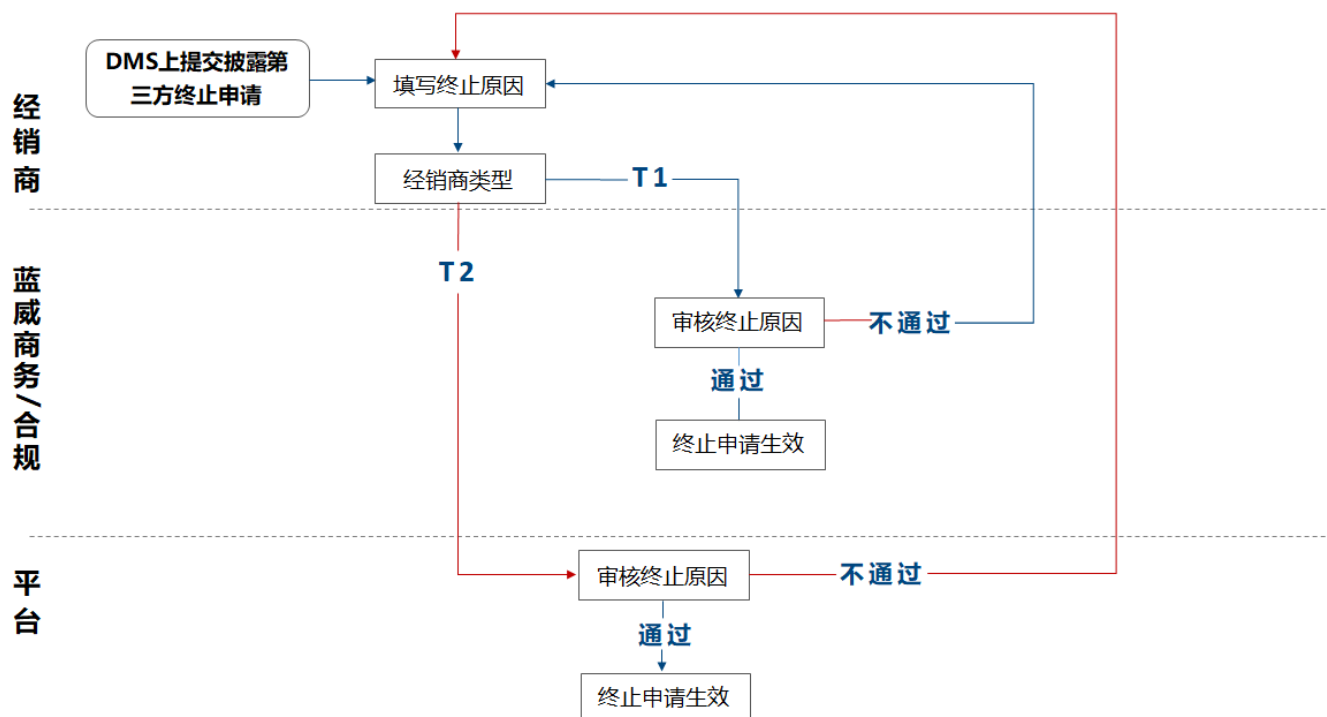 DMS上提交披露第
三方终止申请
填写终止原因
经销商
经销商类型
T1
T2
蓝威商务/合规
审核终止原因
不通过
通过
终止申请生效
平台
审核终止原因
不通过
通过
终止申请生效